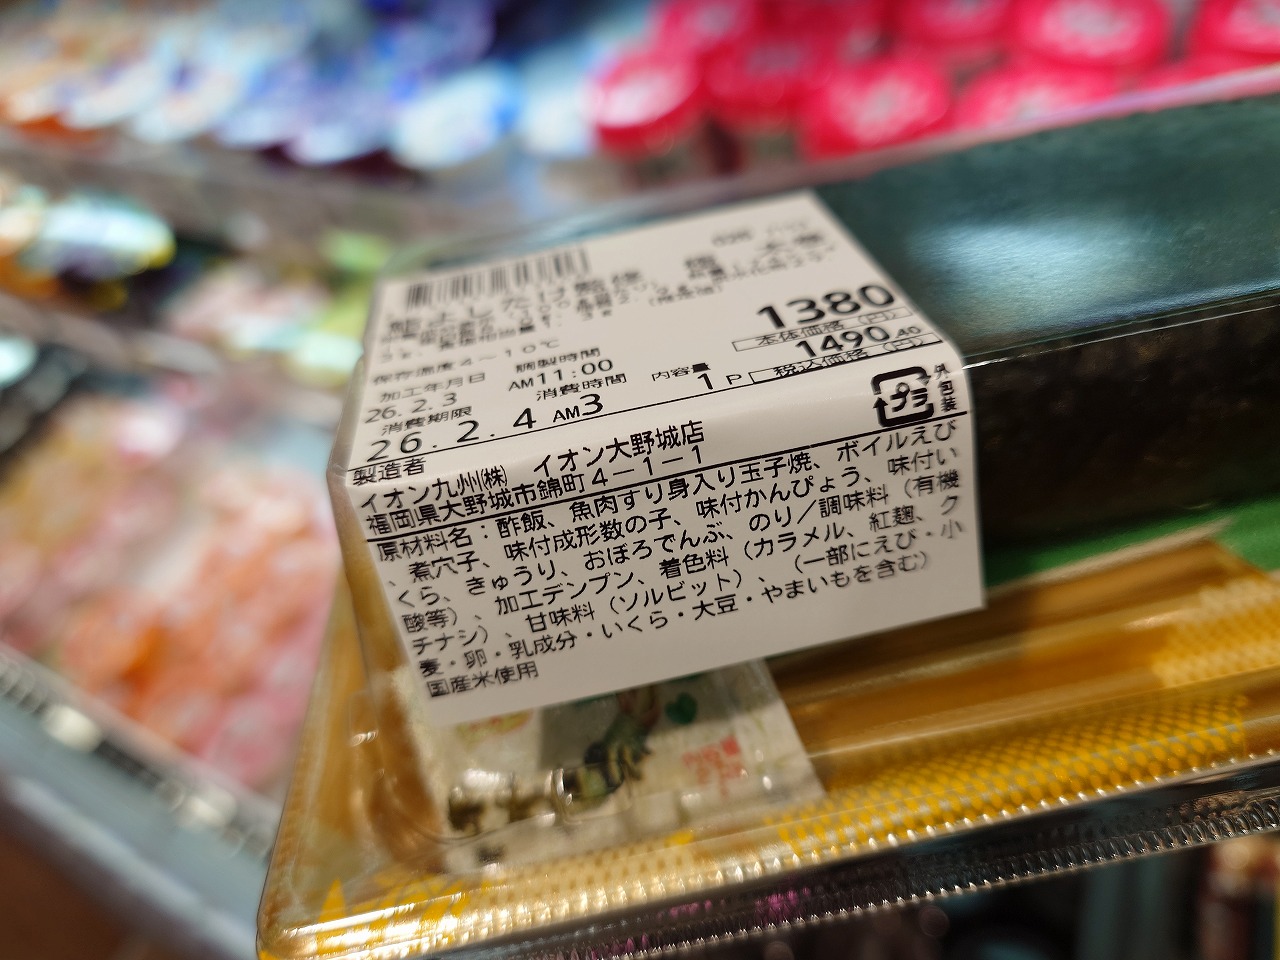 1380
本体価格
1490.40
税込価格
保存温度4－10℃
加工年月日 調製時間
26.2.3 AM11:00
消費期限 消費時間 内容量
26.2.4 AM3 1P
プラ
外包装
製造者
イオン九州(株) イオン大野城店
福岡県大野城市錦町4－1－1
原材料名：酢飯、魚肉すり身入り玉子焼、ボイルえび
、煮穴子、味付成形数の子、味付かんぴょう、味付い
くら、きゅうり、おぼろでんぶ、のり／調味料（有機
酸等）、加工デンプン、着色料（カラメル、紅麹、ク
チナシ）、甘味料（ソルビット）、（一部にえび・小
麦・卵・乳成分・いくら・大豆・やまいもを含む）
国産米使用